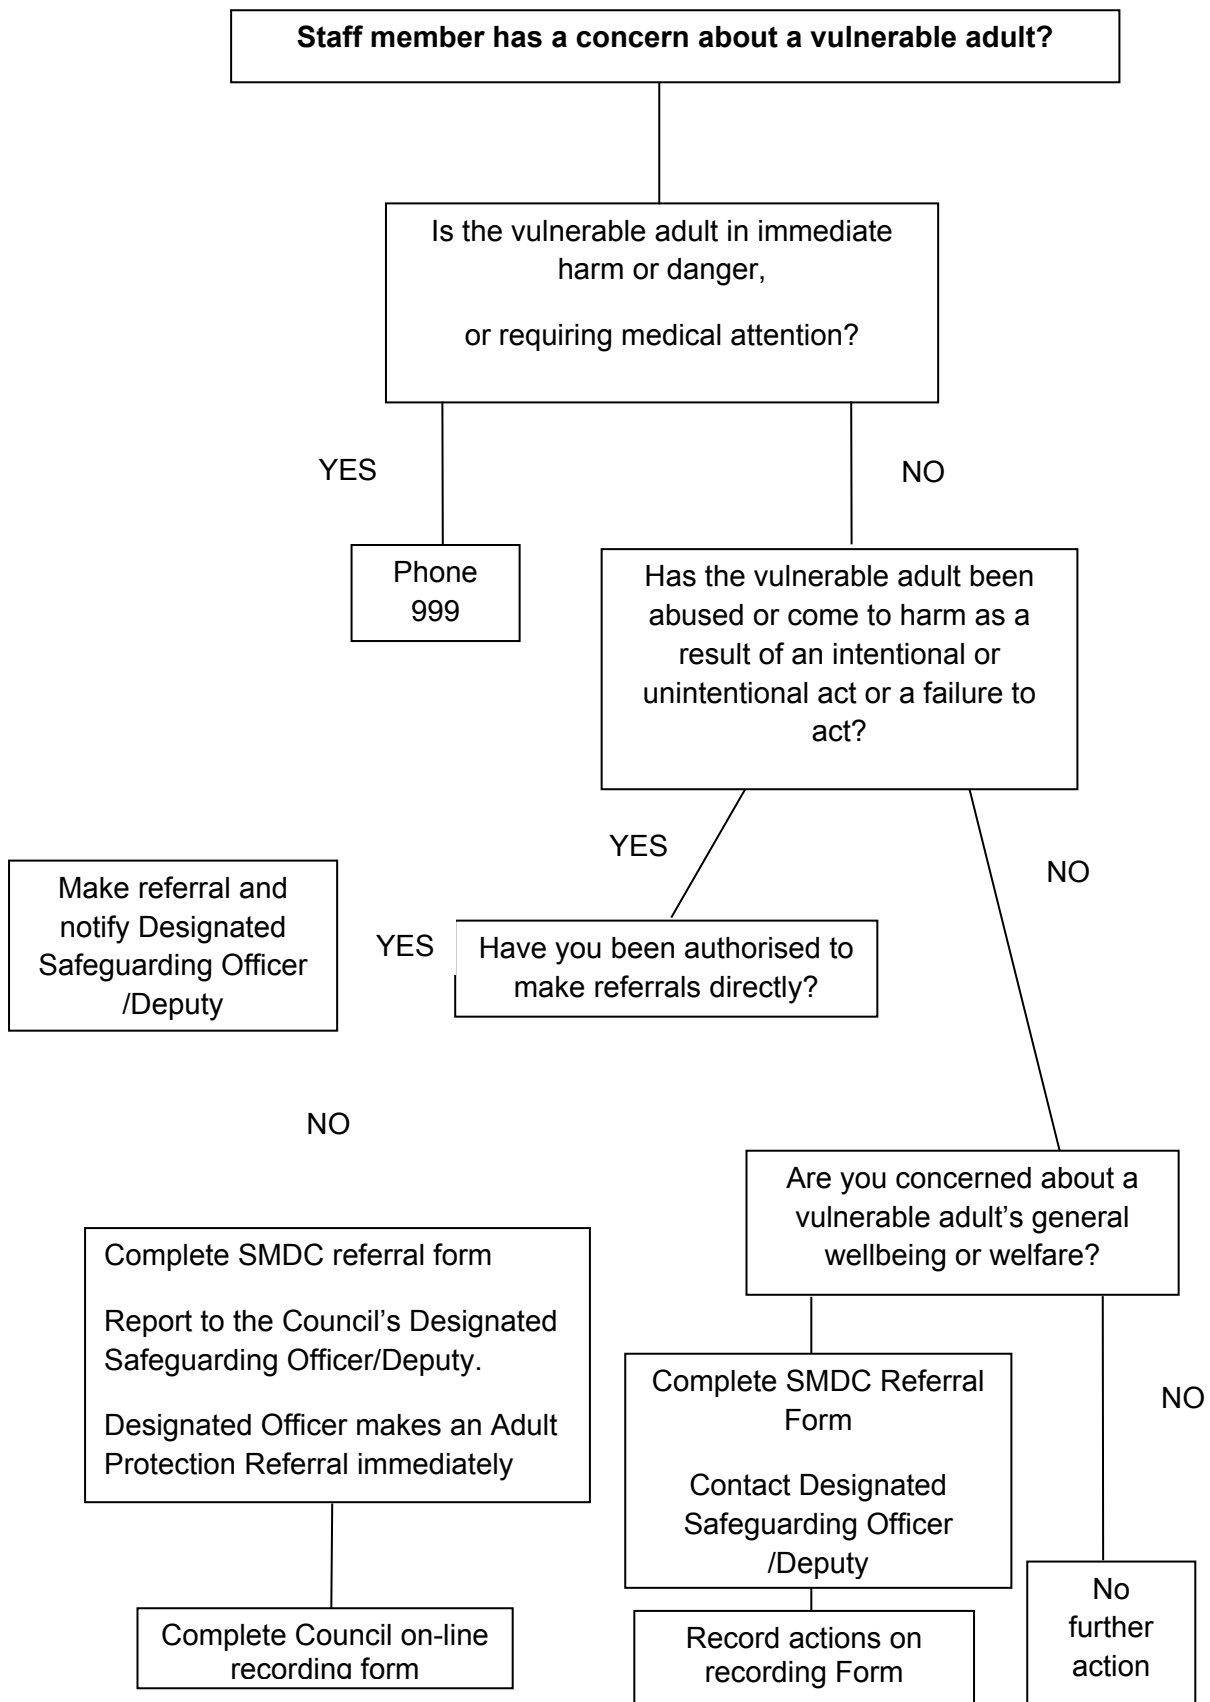 Staff member has a concern about a vulnerable adult?
Is the vulnerable adult in immediate
harm or danger,
or requiring medical attention?
YES
NO
Phone
999
Has the vulnerable adult been
abused or come to harm as a
result of an intentional or
unintentional act or a failure to
act?
YES
NO
Make referral and
notify Designated
Safeguarding Officer
/Deputy
YES
Have you been authorised to
make referrals directly?
NO
Are you concerned about a
vulnerable adult's general
wellbeing or welfare?
Complete SMDC referral form
Report to the Council's Designated
Safeguarding Officer/Deputy.
Designated Officer makes an Adult
Protection Referral immediately
Complete SMDC Referral
Form
Contact Designated
Safeguarding Officer
/Deputy
NO
Complete Council on-line
recording form
Record actions on
recording Form
No
further
action